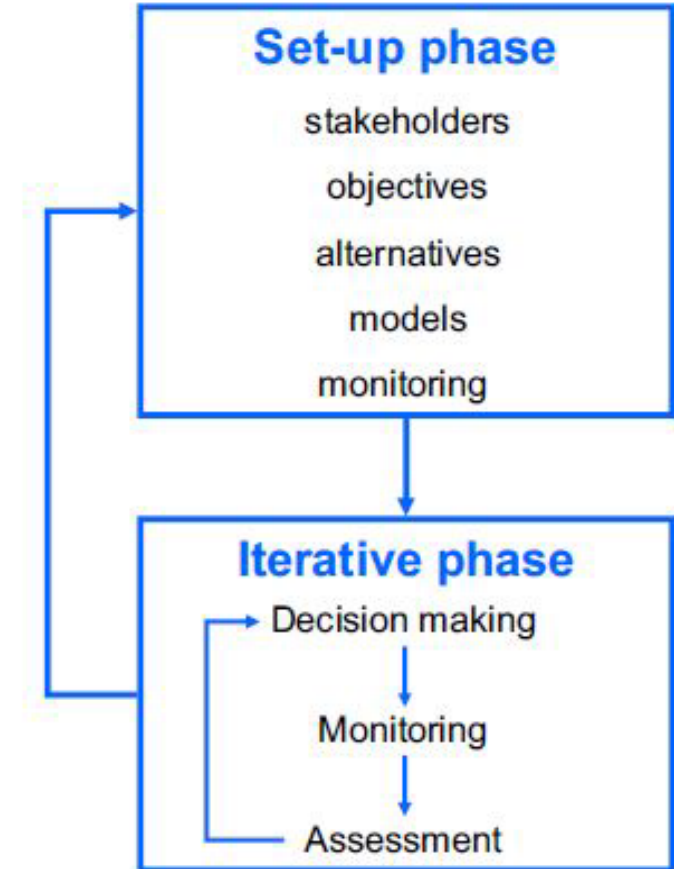 Set-up phase
stakeholders
objectives
alternatives
models
monitoring
Iterative phase
Decision making
Monitoring
Assessment